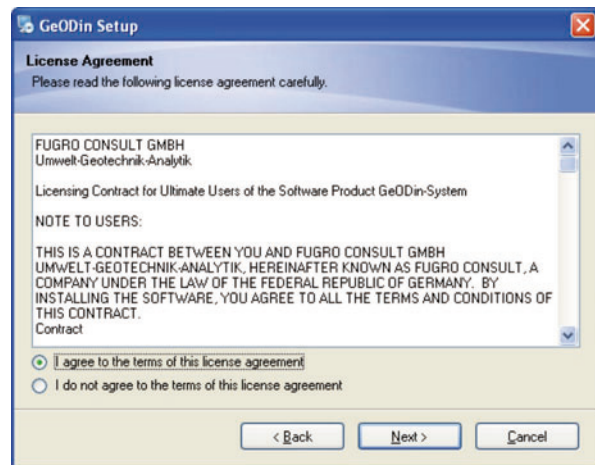 GeODin Setup
License Agreement
Please read the following license agreement carefully.
FUGRO CONSULT GMBH
Umwelt-Geotechnik-Analytik
Licensing Contract for Ultimate Users of the Software Product GeODin-System
NOTE TO USERS:
THIS IS A CONTRACT BETWEEN YOU AND FUGRO CONSULT GMBH
UMWELT-GEOTECHNIK-ANALYTIK, HEREINAFTER KNOWN AS FUGRO CONSULT, A
COMPANY UNDER THE LAW OF THE FEDERAL REPUBLIC OF GERMANY. BY
INSTALLING THE SOFTWARE, YOU AGREE TO ALL THE TERMS AND CONDITIONS OF
THIS CONTRACT.
Contract
I agree to the terms of this license agreement
I do not agree to the terms of this license agreement
< Back Next > Cancel